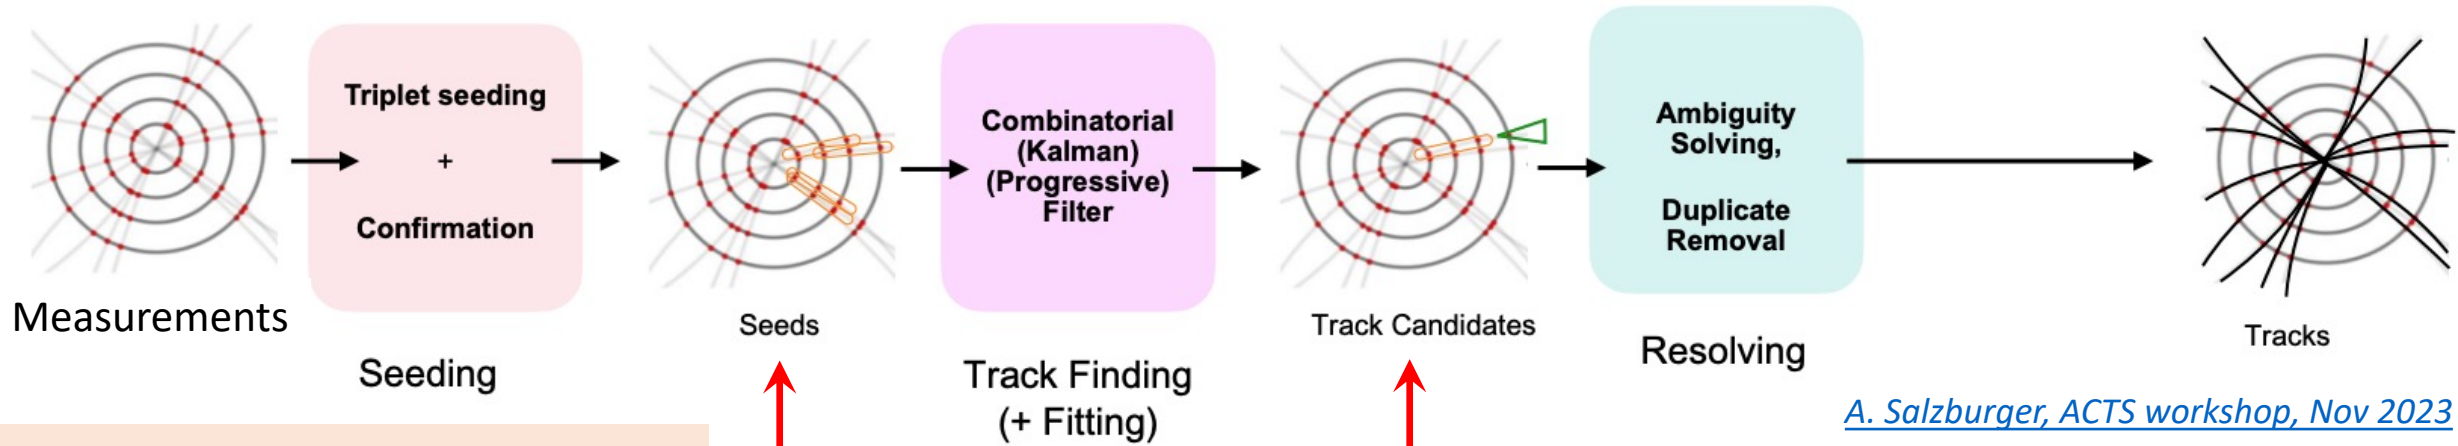 Measurements
Triplet seeding
+
Confirmation
Seeding
Seeds
Combinatorial
(Kalman)
(Progressive)
Filter
Track Finding
(+ Fitting)
Track Candidates
Ambiguity
Solving,
Duplicate
Removal
Resolving
Tracks
A. Salzburger, ACTS workshop, Nov 2023